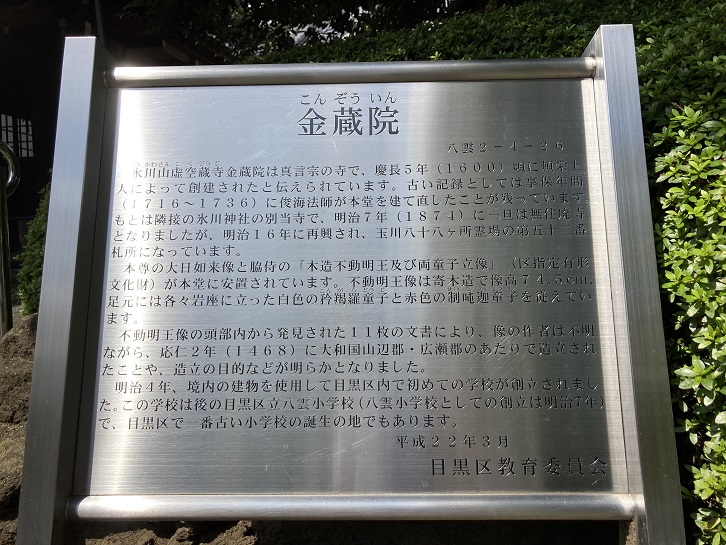 こんぞういん
金蔵院
八雲2-4-25
氷川山虚空蔵寺金蔵院は真言宗の寺で、慶長5年(1600)頃に頼栄上
人によって創建されたと伝えられています。古い記録としては享保年間
(1716〜1736)に俊海法師が本堂を建て直したことが残っています。
もとは隣接の氷川神社の別当寺で、明治7年(1874)に一旦は無住廃寺
となりましたが、明治16年に再興され、玉川八十八ヶ所霊場の第五十三番
札所になっています。
本尊の大日如来像と脇侍の「木造不動明王及び両童子立像」(区指定有形
文化財)が本堂に安置されています。不動明王像は寄木造で像高74.5cm、
足元には各々岩座に立った白色の矜羯羅童子と赤色の制吒迦童子を従えてい
ます。
不動明王像の頭部内から発見された11枚の文書により、像の作者は不明
ながら、応仁2年(1468)に大和国山辺郡・広瀬郡のあたりで造立され
たことや、造立の目的などが明らかとなりました。
明治4年、境内の建物を使用して目黒区内で初めての学校が創立されまし
た。この学校は後の目黒区立八雲小学校(八雲小学校としての創立は明治7年)
で、目黒区で一番古い小学校の誕生の地でもあります。
平成22年3月
目黒区教育委員会